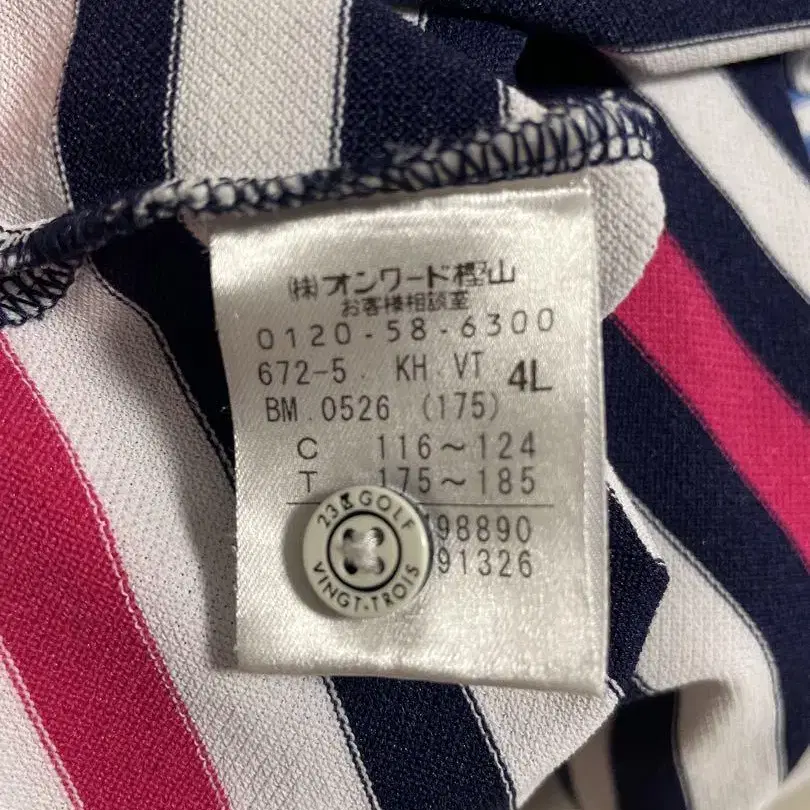 (株)オンワード樫山
お客様相談室
0120-58-6300
672-5. KH.VT 4L
BM.0526 (175)
C 116~124
T 175~185
98890
91326
23区GOLF
VINGT-TROIS